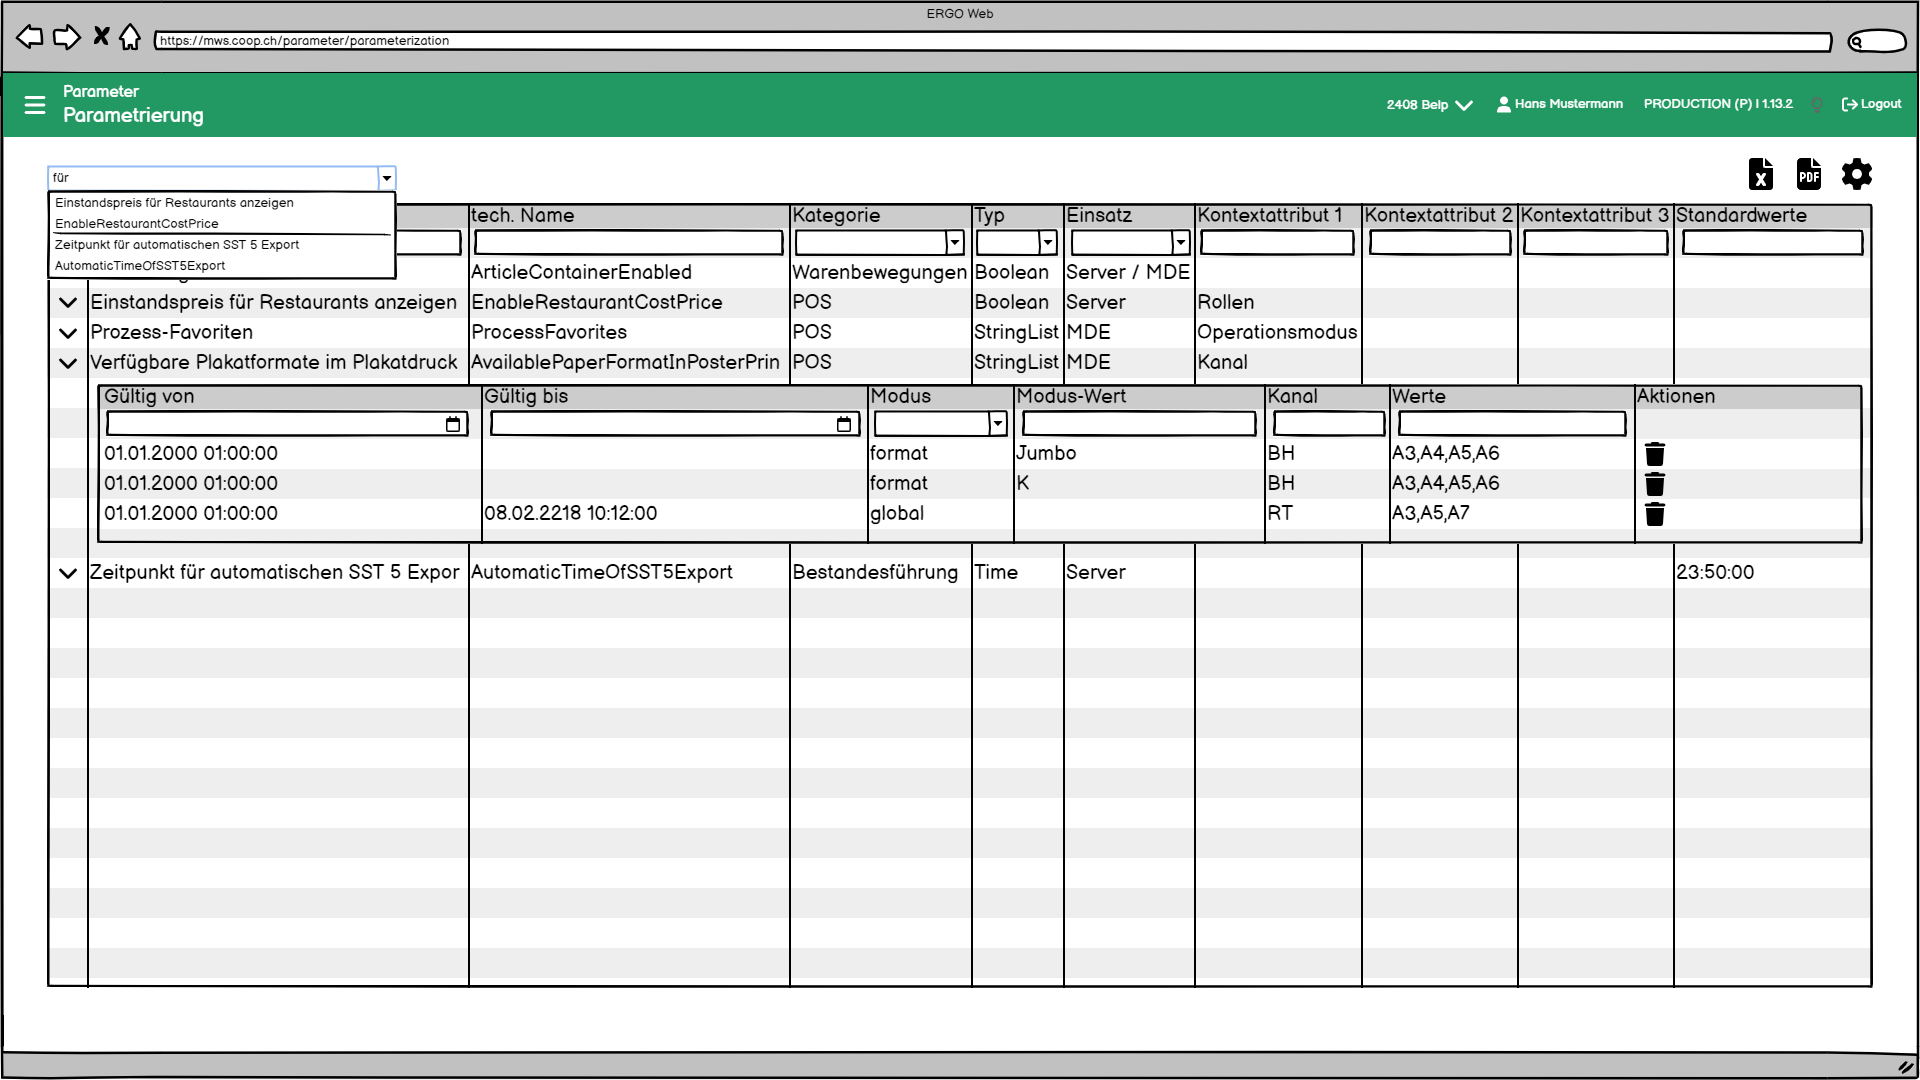 ERGO Web
https://mws.coop.ch/parameter/parameterization
Parameter
Parametrierung
2408 Belp
Hans Mustermann
PRODUCTION (P) | 1.13.2
Logout
für
X
PDF
Einstandspreis für Restaurants anzeigen
EnableRestaurantCostPrice
Zeitpunkt für automatischen SST 5 Export
AutomaticTimeOfSST5Export
tech. Name Kategorie Typ Einsatz Kontextattribut 1 Kontextattribut 2 Kontextattribut 3 Standardwerte
ArticleContainerEnabled Warenbewegungen Boolean Server / MDE
Einstandspreis für Restaurants anzeigen EnableRestaurantCostPrice POS Boolean Server Rollen
Prozess-Favoriten ProcessFavorites POS StringList MDE Operationsmodus
Verfügbare Plakatformate im Plakatdruck AvailablePaperFormatInPosterPrin POS StringList MDE Kanal
Gültig von Gültig bis Modus Modus-Wert Kanal Werte Aktionen
01.01.2000 01:00:00 format Jumbo BH A3,A4,A5,A6
01.01.2000 01:00:00 format K BH A3,A4,A5,A6
01.01.2000 01:00:00 08.02.2218 10:12:00 global RT A3,A5,A7
Zeitpunkt für automatischen SST 5 Expor AutomaticTimeOfSST5Export Bestandesführung Time Server 23:50:00